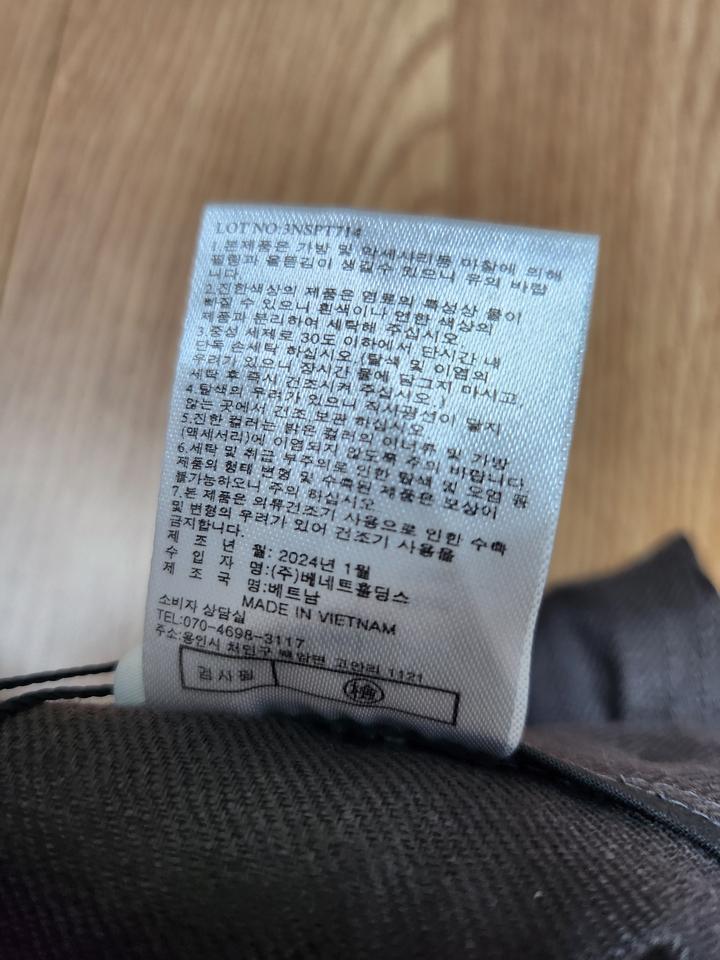 LOT NO:3NSPT714
1.본제품은 가방 및 악세사리등 마찰에 의해
필링과 올뜯김이 생길수 있으니 유의 바랍
니다.
2.진한색상의 제품은 염료의 특성상 물이
빠질 수 있으니 흰색이나 연한 색상의
제품과 분리하여 세탁해 주십시오.
3.중성 세제로 30도 이하에서, 단시간 내
단독 손세탁 하십시오.(탈색 및 이염의
우려가 있으니 장시간 물에 담그지 마시고,
세탁 후 즉시 건조시켜 주십시오.)
4.탈색의 우려가 있으니 직사광선이 닿지
않는 곳에서 건조 보관 하십시오
5.진한 컬러는 밝은 컬러의 이너류 및 가방
(액세서리)에 이염되지 않도록 주의 바랍니다
6.세탁 및 취급 부주의로 인한 탈색 및 오염
제품의 형태 변형 및 수축된 제품은 보상이
불가능하오니 주의 하십시오
7.본 제품은 의류건조기 사용으로 인한 수축
및 변형의 우려가 있어 건조기 사용을
금지합니다.
제 조 년 월: 2024년 1월
수 입 자 명:(주)베네트홀딩스
제 조 국 명:베트남
MADE IN VIETNAM
소비자 상담실
TEL:070-4698-3117
주소:용인시 처인구 백암면 고안리 1121
검사필